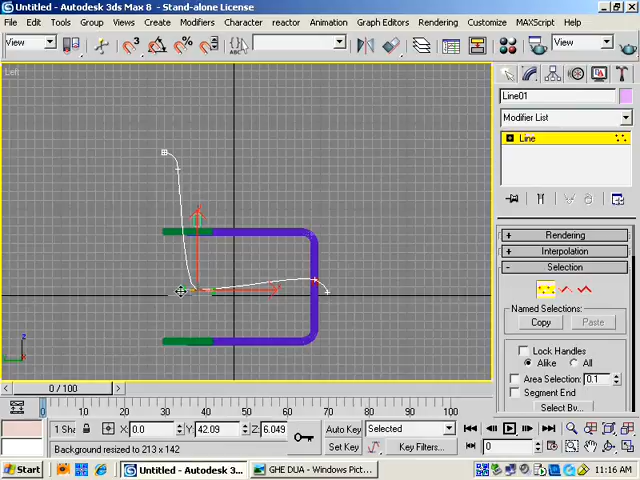 Untitled - Autodesk 3ds Max 8 - Stand-alone License
File Edit Tools Group Views Create Modifiers Character reactor Animation Graph Editors Rendering Customize MAXScript Help
View
View
Left
Line01
Modifier List
Line
Rendering
Interpolation
Selection
Named Selections:
Copy Paste
Lock Handles
Alike All
Area Selection: 0.1
Segment End
Select By...
z
y
0 / 100
0 10 20 30 40 50 60 70 80 90 100
1 Sha X: 0.0 Y: 42.09 Z: 6.049
Auto Key Selected
Set Key Key Filters...
0
Background resized to 213 x 142
Start Untitled - Autodesk 3... GHE DUA - Windows Pict... 11:16 AM